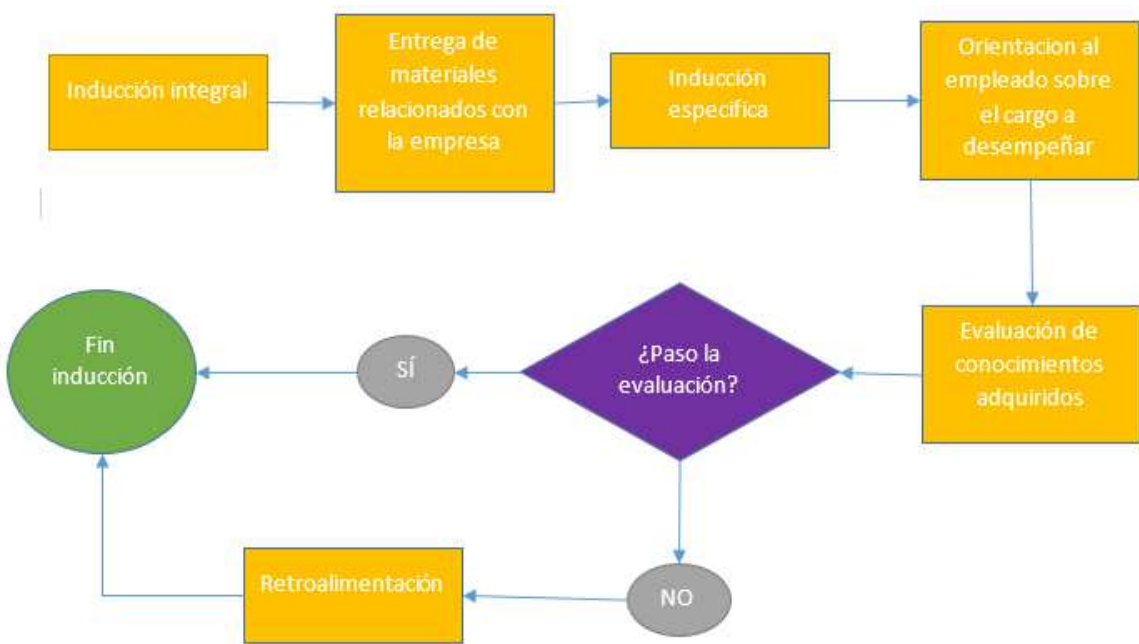 Inducción integral
Entrega de
materiales
relacionados con
la empresa
Inducción
especifica
Orientacion al
empleado sobre
el cargo a
desempeñar
Evaluación de
conocimientos
adquiridos
¿Paso la
evaluación?
SÍ
Fin
inducción
NO
Retroalimentación